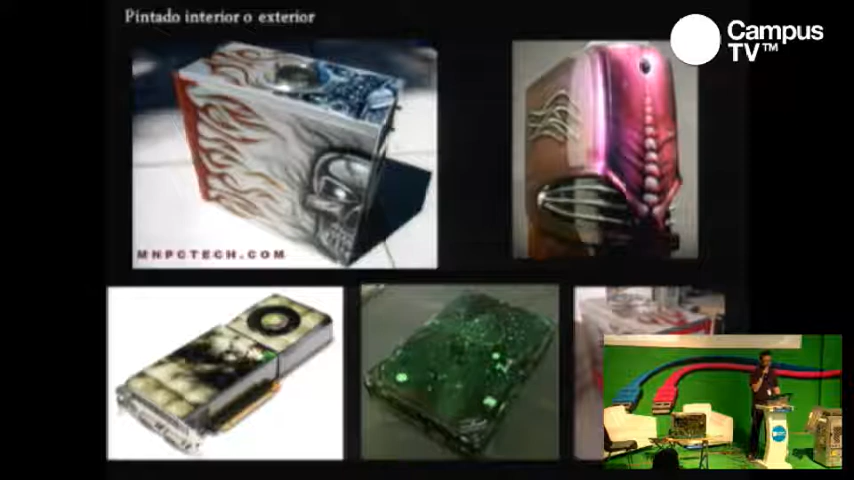 Pintado interior o exterior
Campus
TV™
MNPCTECH.COM